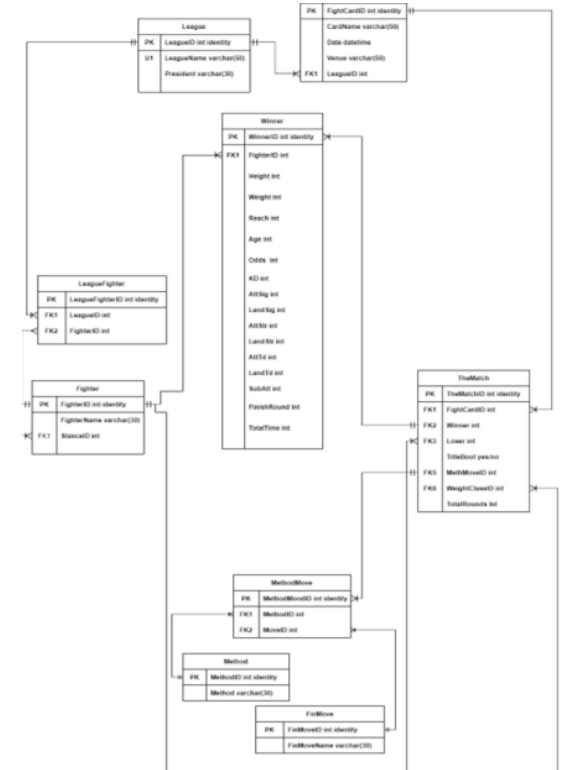 League
PK LeagueID int identity
U1 LeagueName varchar(50)
President varchar(30)
PK FightCardID int identity
CardName varchar(50)
Date datetime
Venue varchar(50)
FK1 LeagueID int
Winner
PK WinnerID int identity
FK1 FighterID int
Height int
Weight int
Reach int
Age int
Odds int
KD int
AttSig int
LandSig int
AttStr int
LandStr int
AttTd int
LandTd int
SubAtt int
FinishRound int
TotalTime int
LeagueFighter
PK LeagueFighterID int identity
FK1 LeagueID int
FK2 FighterID int
Fighter
PK FighterID int identity
FighterName varchar(30)
FK1 StanceID int
TheMatch
PK TheMatchID int identity
FK1 FightCardID int
FK2 Winner int
FK3 Loser int
TitleBout yes/no
FK5 MethMoveID int
FK6 WeightClassID int
TotalRounds int
MethodMove
PK MethodMoodID int identity
FK1 MethodID int
FK2 MoveID int
Method
PK MethodID int identity
Method varchar(30)
FinMove
PK FinMoveID int identity
FinMoveName varchar(30)